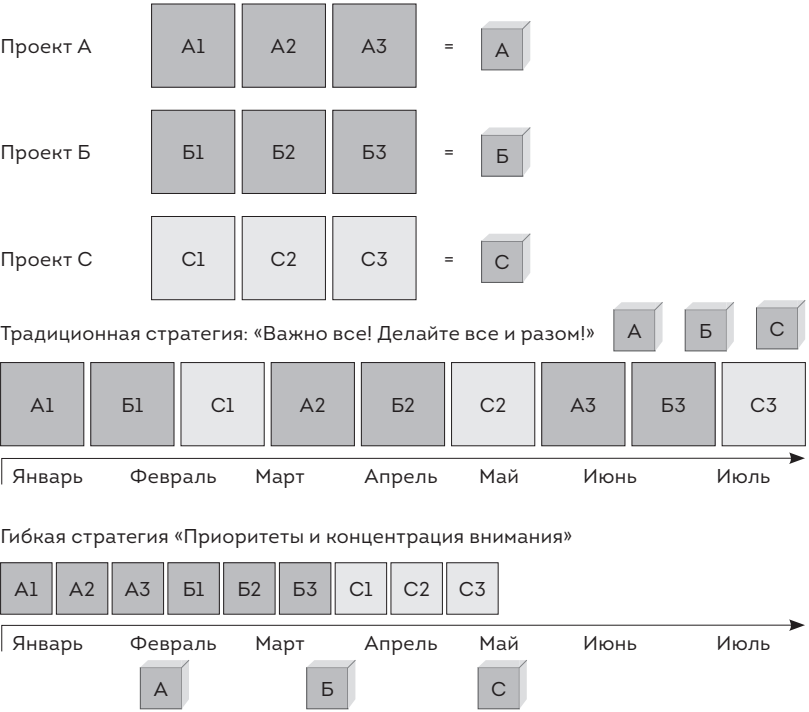 Проект А А1 А2 А3 = А
Проект Б Б1 Б2 Б3 = Б
Проект С С1 С2 С3 = С
Традиционная стратегия: «Важно все! Делайте все и разом!» А Б С
А1 Б1 С1 А2 Б2 С2 А3 Б3 С3
Январь Февраль Март Апрель Май Июнь Июль
Гибкая стратегия «Приоритеты и концентрация внимания»
А1 А2 А3 Б1 Б2 Б3 С1 С2 С3
Январь Февраль Март Апрель Май Июнь Июль
А Б С